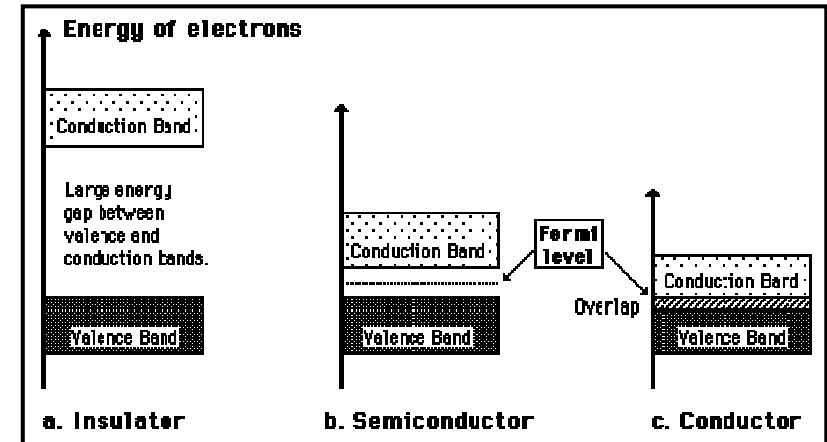 Energy of electrons
Conduction Band
Large energy
gap between
valence and
conduction bands.
Valence Band
a. Insulator
Conduction Band
Valence Band
b. Semiconductor
Fermi
level
Overlap
Conduction Band
Valence Band
c. Conductor